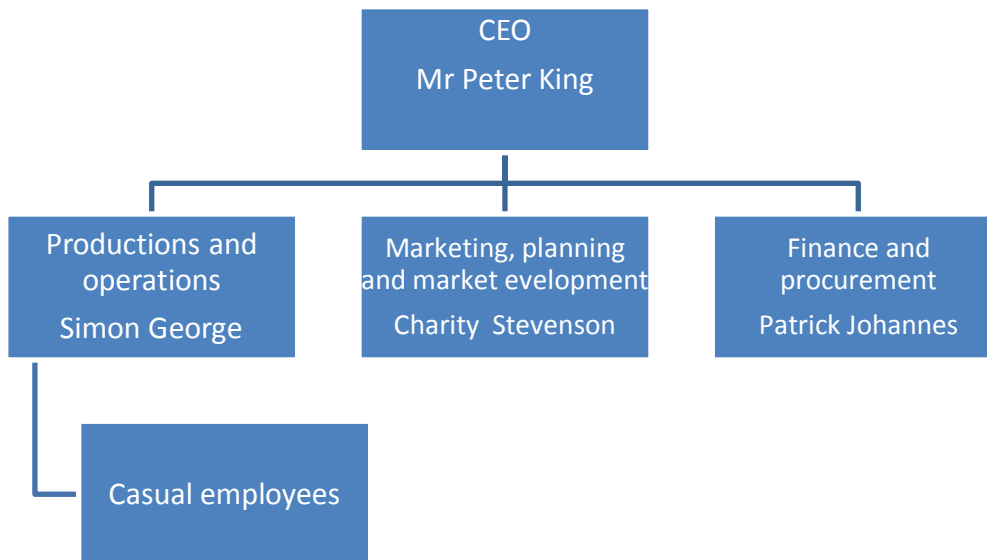 CEO
Mr Peter King
Productions and
operations
Simon George
Marketing, planning
and market evelopment
Charity  Stevenson
Finance and
procurement
Patrick Johannes
Casual employees